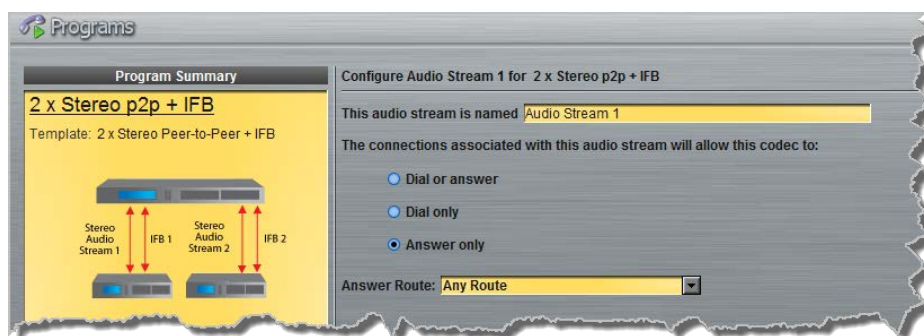 Programs
Program Summary
2 x Stereo p2p + IFB
Template: 2 x Stereo Peer-to-Peer + IFB
Stereo
Audio
Stream 1
IFB 1
Stereo
Audio
Stream 2
IFB 2
Configure Audio Stream 1 for 2 x Stereo p2p + IFB
This audio stream is named Audio Stream 1
The connections associated with this audio stream will allow this codec to:
Dial or answer
Dial only
Answer only
Answer Route: Any Route